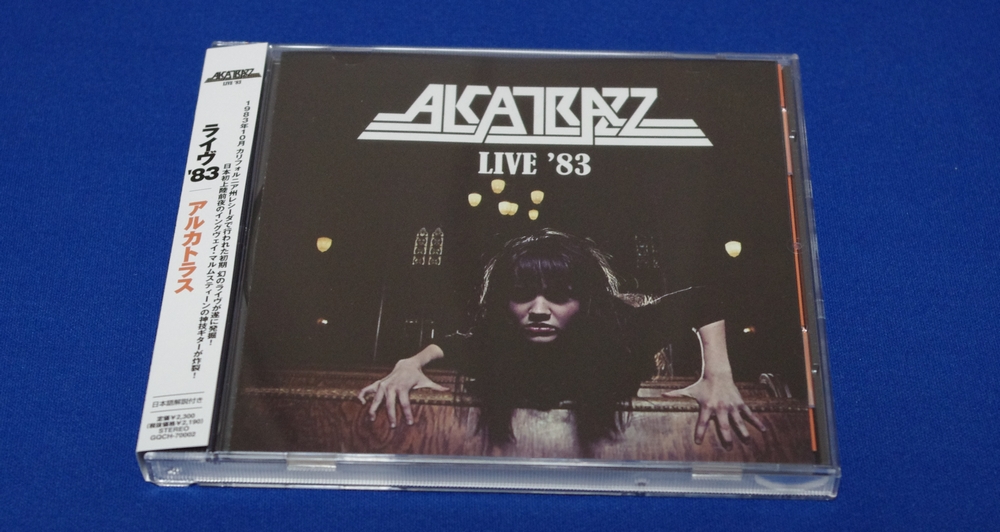 ALCATRAZZ
LIVE '83
ALCATRAZZ
LIVE '83
ライヴ
'83
アルカトラス
1983年10月 カリフォルニア州レシーダで行われた初期 幻のライヴが遂に発掘!
日本初上陸前夜のイングヴェイ・マルムスティーンの神技ギターが炸裂!
日本語解説付き
定価¥2,300
(税抜価格¥2,190)
STEREO
GQCH-70002